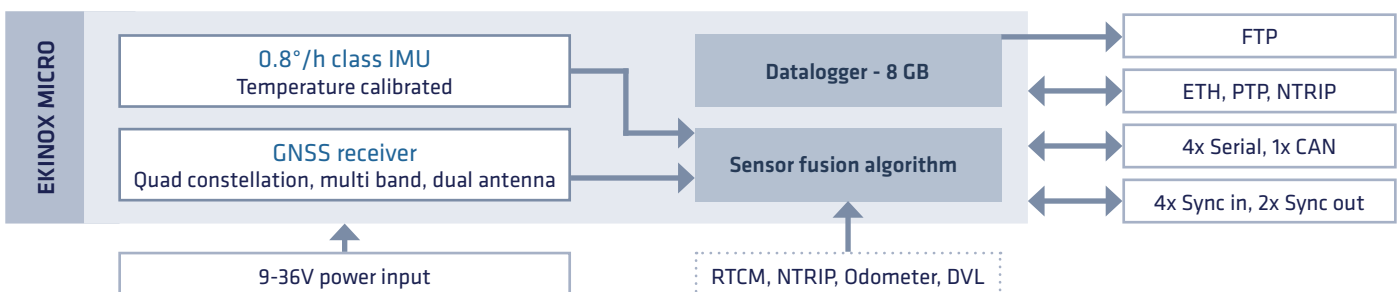 EKINOX MICRO
0.8°/h class IMU
Temperature calibrated
GNSS receiver
Quad constellation, multi band, dual antenna
9-36V power input
Datalogger - 8 GB
Sensor fusion algorithm
RTCM, NTRIP, Odometer, DVL
FTP
ETH, PTP, NTRIP
4x Serial, 1x CAN
4x Sync in, 2x Sync out